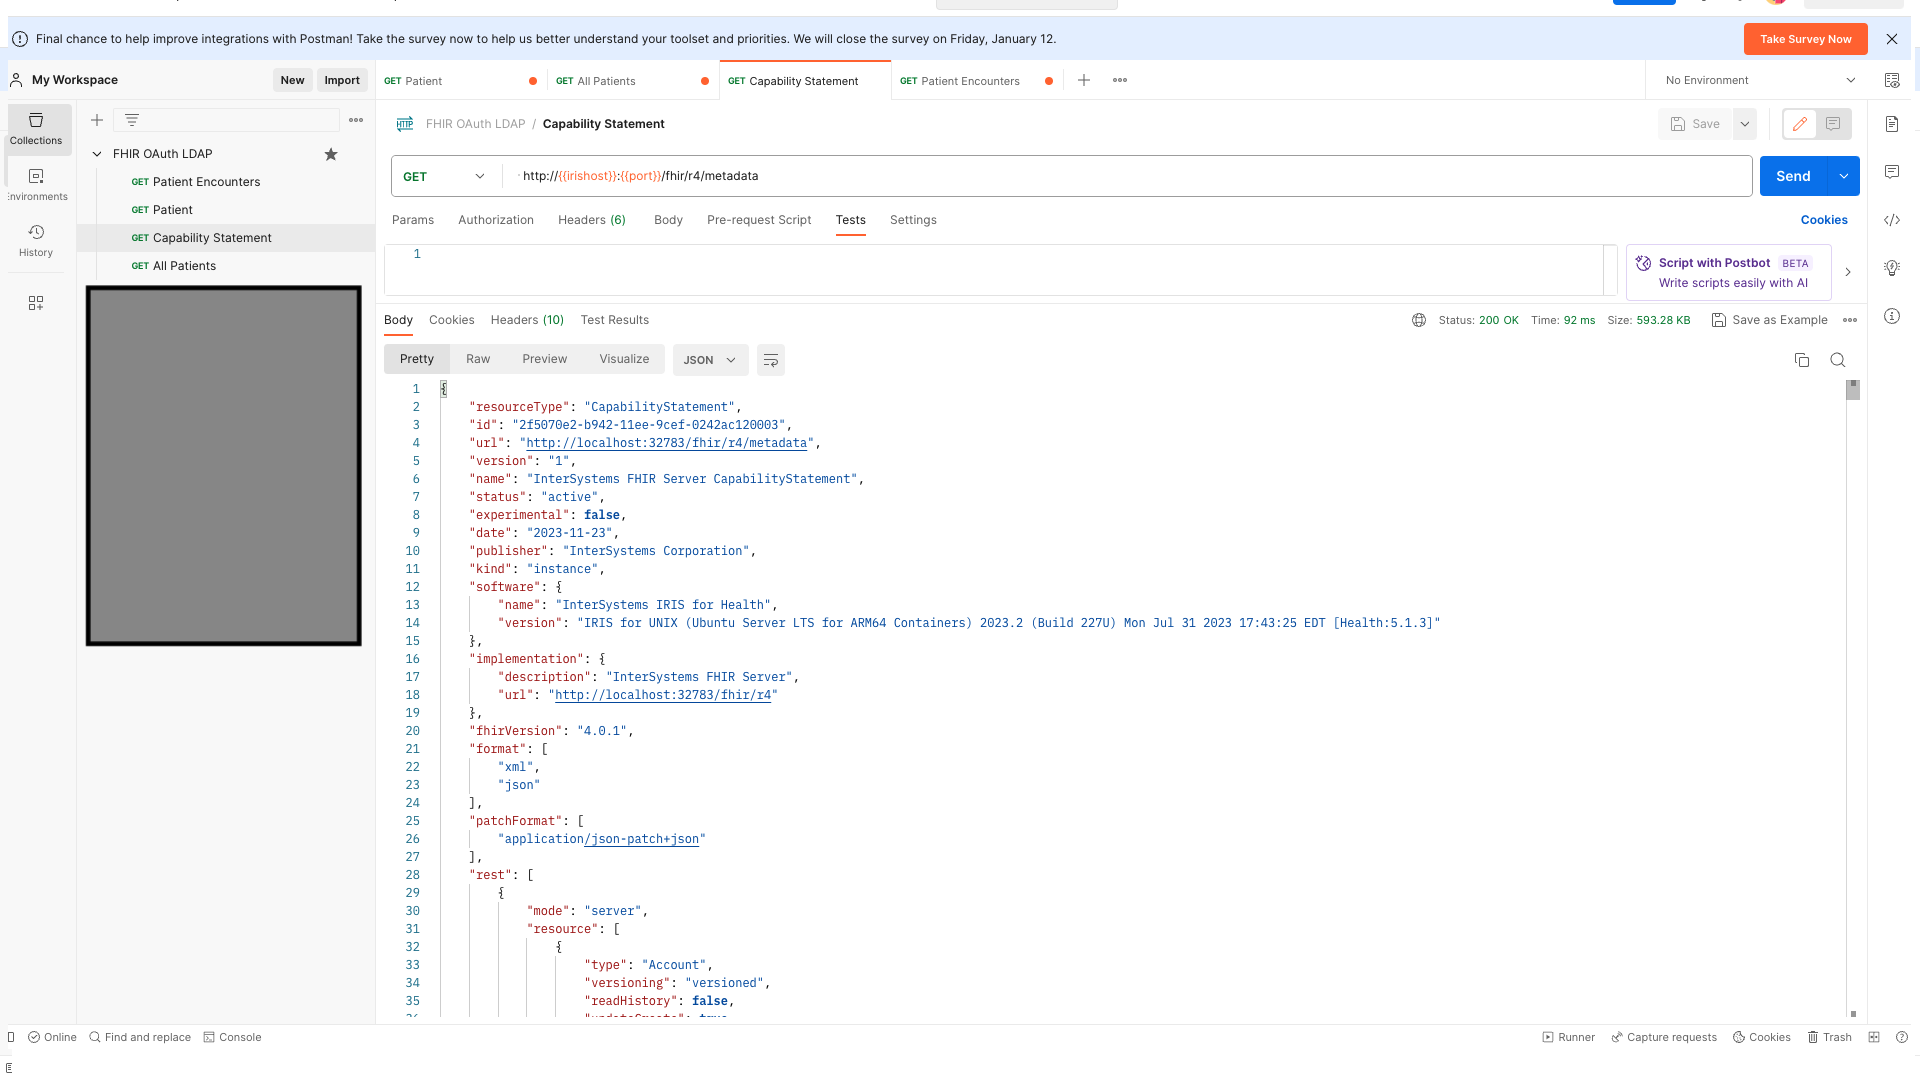 Final chance to help improve integrations with Postman! Take the survey now to help us better understand your toolset and priorities. We will close the survey on Friday, January 12.
Take Survey Now
My Workspace
New
Import
GET Patient
GET All Patients
GET Capability Statement
GET Patient Encounters
No Environment
Collections
Environments
History
FHIR OAuth LDAP
GET Patient Encounters
GET Patient
GET Capability Statement
GET All Patients
HTTP FHIR OAuth LDAP / Capability Statement
Save
GET
http://{{irishost}}:{{port}}/fhir/r4/metadata
Send
Params Authorization Headers (6) Body Pre-request Script Tests Settings
Cookies
1
Script with Postbot BETA
Write scripts easily with AI
Body Cookies Headers (10) Test Results
Status: 200 OK Time: 92 ms Size: 593.28 KB
Save as Example
Pretty Raw Preview Visualize JSON
1 {
2 "resourceType": "CapabilityStatement",
3 "id": "2f5070e2-b942-11ee-9cef-0242ac120003",
4 "url": "http://localhost:32783/fhir/r4/metadata",
5 "version": "1",
6 "name": "InterSystems FHIR Server CapabilityStatement",
7 "status": "active",
8 "experimental": false,
9 "date": "2023-11-23",
10 "publisher": "InterSystems Corporation",
11 "kind": "instance",
12 "software": {
13 "name": "InterSystems IRIS for Health",
14 "version": "IRIS for UNIX (Ubuntu Server LTS for ARM64 Containers) 2023.2 (Build 227U) Mon Jul 31 2023 17:43:25 EDT [Health:5.1.3]"
15 },
16 "implementation": {
17 "description": "InterSystems FHIR Server",
18 "url": "http://localhost:32783/fhir/r4"
19 },
20 "fhirVersion": "4.0.1",
21 "format": [
22 "xml",
23 "json"
24 ],
25 "patchFormat": [
26 "application/json-patch+json"
27 ],
28 "rest": [
29 {
30 "mode": "server",
31 "resource": [
32 {
33 "type": "Account",
34 "versioning": "versioned",
35 "readHistory": false,
Online
Find and replace
Console
Runner
Capture requests
Cookies
Trash